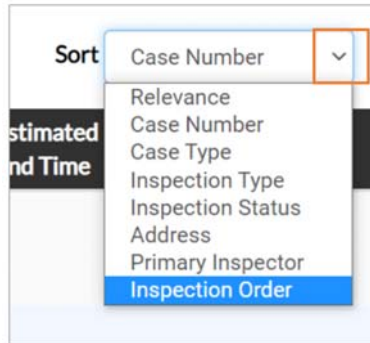 Sort Case Number
Relevance
stimated Case Number
nd Time Case Type
Inspection Type
Inspection Status
Address
Primary Inspector
Inspection Order